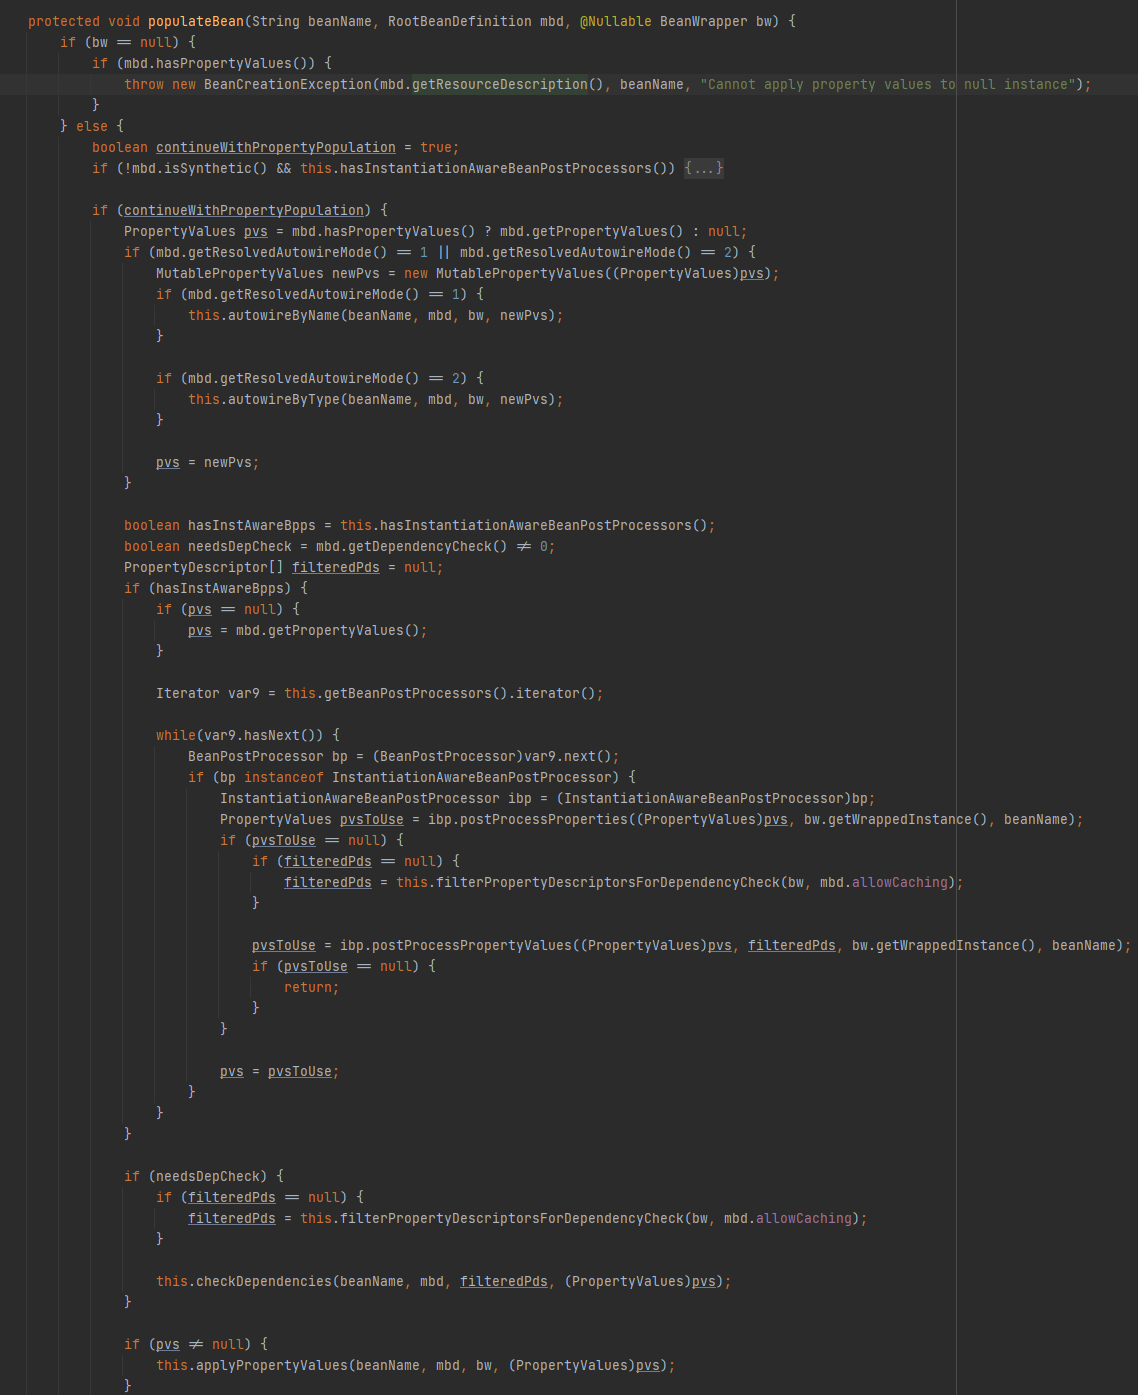 protected void populateBean(String beanName, RootBeanDefinition mbd, @Nullable BeanWrapper bw) {
    if (bw == null) {
        if (mbd.hasPropertyValues()) {
            throw new BeanCreationException(mbd.getResourceDescription(), beanName, "Cannot apply property values to null instance");
        }
    } else {
        boolean continueWithPropertyPopulation = true;
        if (!mbd.isSynthetic() && this.hasInstantiationAwareBeanPostProcessors()) {...}

        if (continueWithPropertyPopulation) {
            PropertyValues pvs = mbd.hasPropertyValues() ? mbd.getPropertyValues() : null;
            if (mbd.getResolvedAutowireMode() == 1 || mbd.getResolvedAutowireMode() == 2) {
                MutablePropertyValues newPvs = new MutablePropertyValues((PropertyValues)pvs);
                if (mbd.getResolvedAutowireMode() == 1) {
                    this.autowireByName(beanName, mbd, bw, newPvs);
                }

                if (mbd.getResolvedAutowireMode() == 2) {
                    this.autowireByType(beanName, mbd, bw, newPvs);
                }

                pvs = newPvs;
            }

            boolean hasInstAwareBpps = this.hasInstantiationAwareBeanPostProcessors();
            boolean needsDepCheck = mbd.getDependencyCheck() != 0;
            PropertyDescriptor[] filteredPds = null;
            if (hasInstAwareBpps) {
                if (pvs == null) {
                    pvs = mbd.getPropertyValues();
                }

                Iterator var9 = this.getBeanPostProcessors().iterator();

                while(var9.hasNext()) {
                    BeanPostProcessor bp = (BeanPostProcessor)var9.next();
                    if (bp instanceof InstantiationAwareBeanPostProcessor) {
                        InstantiationAwareBeanPostProcessor ibp = (InstantiationAwareBeanPostProcessor)bp;
                        PropertyValues pvsToUse = ibp.postProcessProperties((PropertyValues)pvs, bw.getWrappedInstance(), beanName);
                        if (pvsToUse == null) {
                            if (filteredPds == null) {
                                filteredPds = this.filterPropertyDescriptorsForDependencyCheck(bw, mbd.allowCaching);
                            }

                            pvsToUse = ibp.postProcessPropertyValues((PropertyValues)pvs, filteredPds, bw.getWrappedInstance(), beanName);
                            if (pvsToUse == null) {
                                return;
                            }
                        }

                        pvs = pvsToUse;
                    }
                }
            }

            if (needsDepCheck) {
                if (filteredPds == null) {
                    filteredPds = this.filterPropertyDescriptorsForDependencyCheck(bw, mbd.allowCaching);
                }

                this.checkDependencies(beanName, mbd, filteredPds, (PropertyValues)pvs);
            }

            if (pvs != null) {
                this.applyPropertyValues(beanName, mbd, bw, (PropertyValues)pvs);
            }